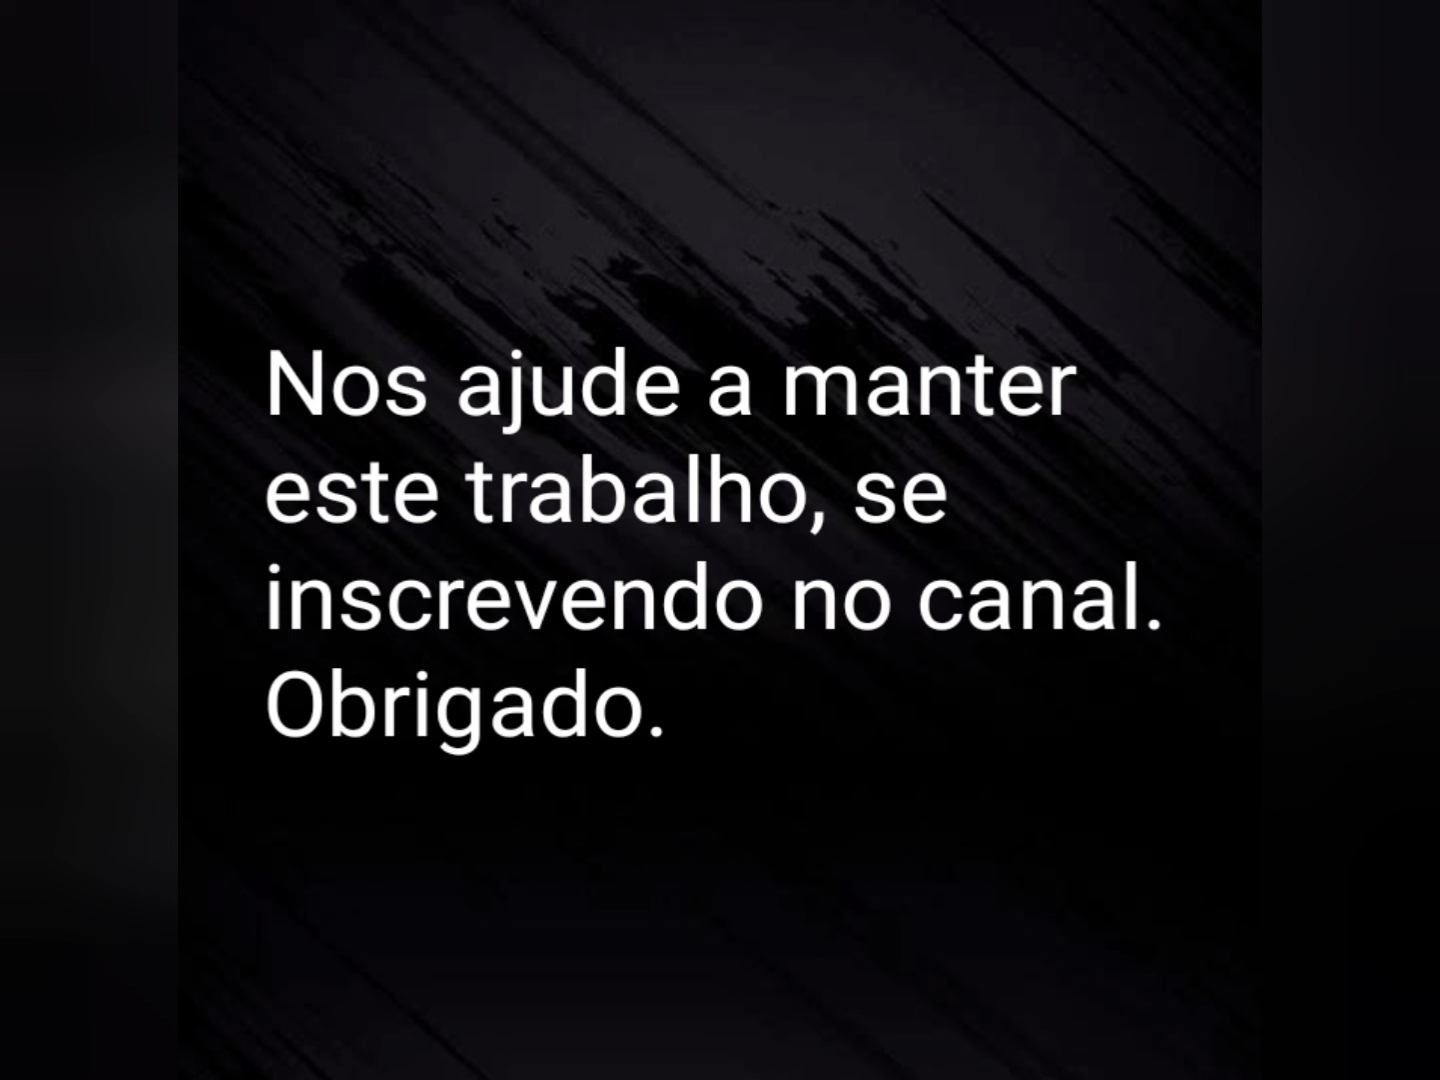 Nos ajude a manter
este trabalho, se
inscrevendo no canal.
Obrigado.